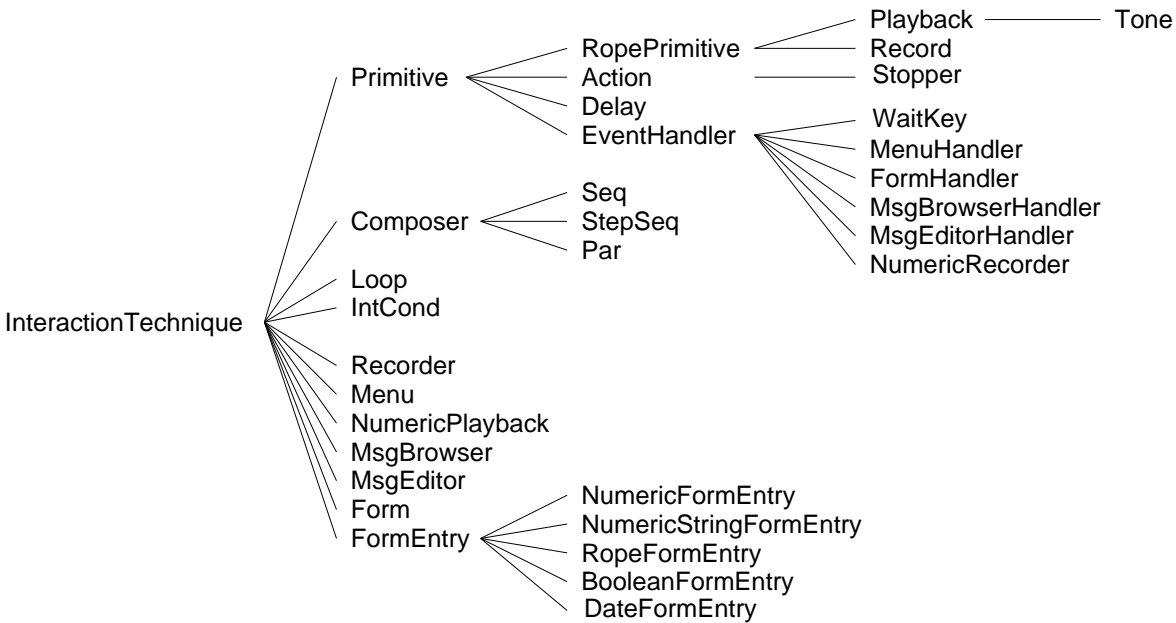 Playback Tone
RopePrimitive Record
Primitive Action Stopper
Delay
EventHandler WaitKey
MenuHandler
FormHandler
Seq MsgBrowserHandler
Composer StepSeq MsgEditorHandler
Par NumericRecorder
Loop
IntCond
InteractionTechnique
Recorder
Menu
NumericPlayback
MsgBrowser
MsgEditor
Form NumericFormEntry
FormEntry NumericStringFormEntry
RopeFormEntry
BooleanFormEntry
DateFormEntry